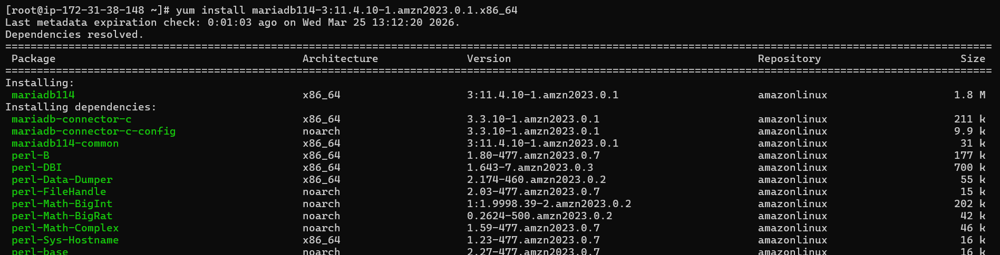 [root@ip-172-31-38-148 ~]# yum install mariadb114-3:11.4.10-1.amzn2023.0.1.x86_64
Last metadata expiration check: 0:01:03 ago on Wed Mar 25 13:12:20 2026.
Dependencies resolved.
============================================================================================================================================================
Package Architecture Version Repository Size
============================================================================================================================================================
Installing:
mariadb114 x86_64 3:11.4.10-1.amzn2023.0.1 amazonlinux 1.8 M
Installing dependencies:
mariadb-connector-c x86_64 3.3.10-1.amzn2023.0.1 amazonlinux 211 k
mariadb-connector-c-config noarch 3.3.10-1.amzn2023.0.1 amazonlinux 9.9 k
mariadb114-common x86_64 3:11.4.10-1.amzn2023.0.1 amazonlinux 31 k
perl-B x86_64 1.80-477.amzn2023.0.7 amazonlinux 177 k
perl-DBI x86_64 1.643-7.amzn2023.0.3 amazonlinux 700 k
perl-Data-Dumper x86_64 2.174-460.amzn2023.0.2 amazonlinux 55 k
perl-FileHandle noarch 2.03-477.amzn2023.0.7 amazonlinux 15 k
perl-Math-BigInt noarch 1:1.9998.39-2.amzn2023.0.2 amazonlinux 202 k
perl-Math-BigRat noarch 0.2624-500.amzn2023.0.2 amazonlinux 42 k
perl-Math-Complex noarch 1.59-477.amzn2023.0.7 amazonlinux 46 k
perl-Sys-Hostname x86_64 1.23-477.amzn2023.0.7 amazonlinux 16 k
perl-base noarch 2.27-477.amzn2023.0.7 amazonlinux 16 k